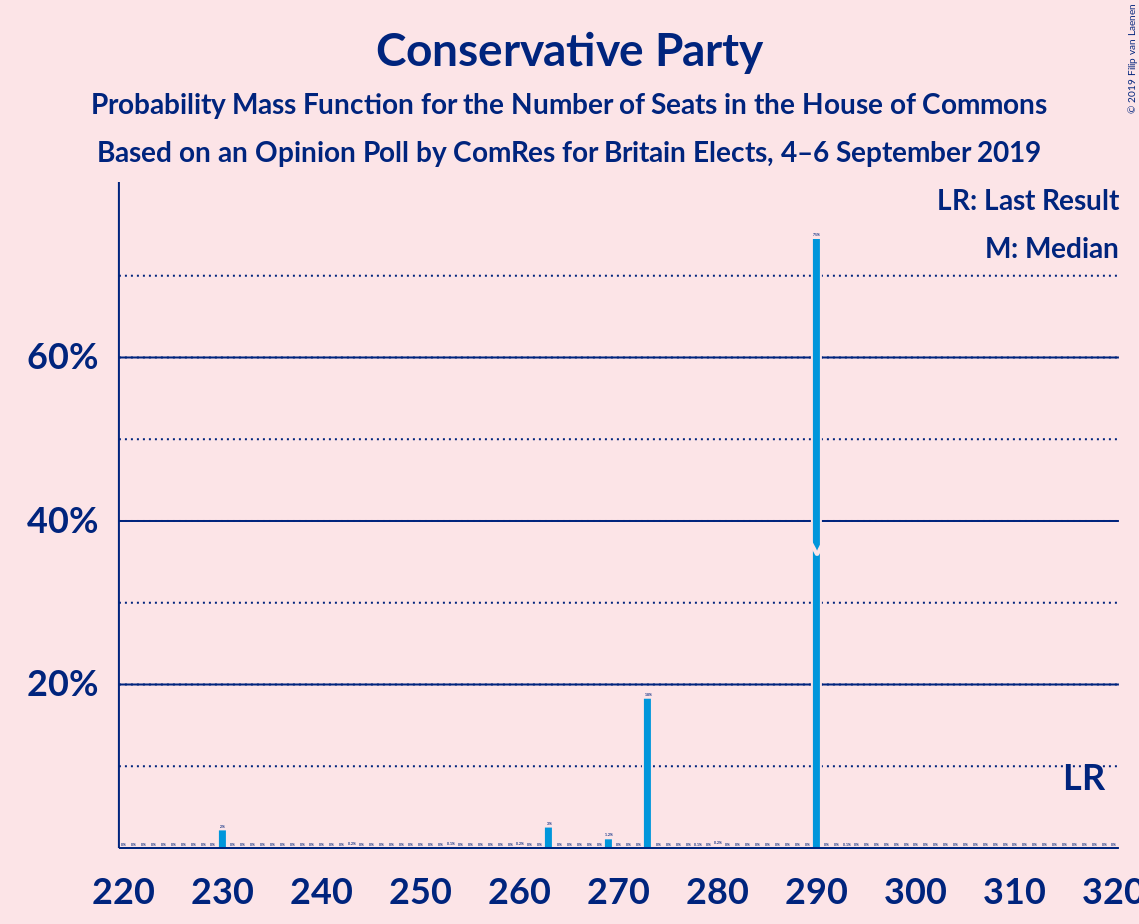 Conservative Party
Probability Mass Function for the Number of Seats in the House of Commons
Based on an Opinion Poll by ComRes for Britain Elects, 4–6 September 2019
© 2019 Filip van Laenen
LR: Last Result
M: Median
60%
40%
20%
LR
220 230 240 250 260 270 280 290 300 310 320